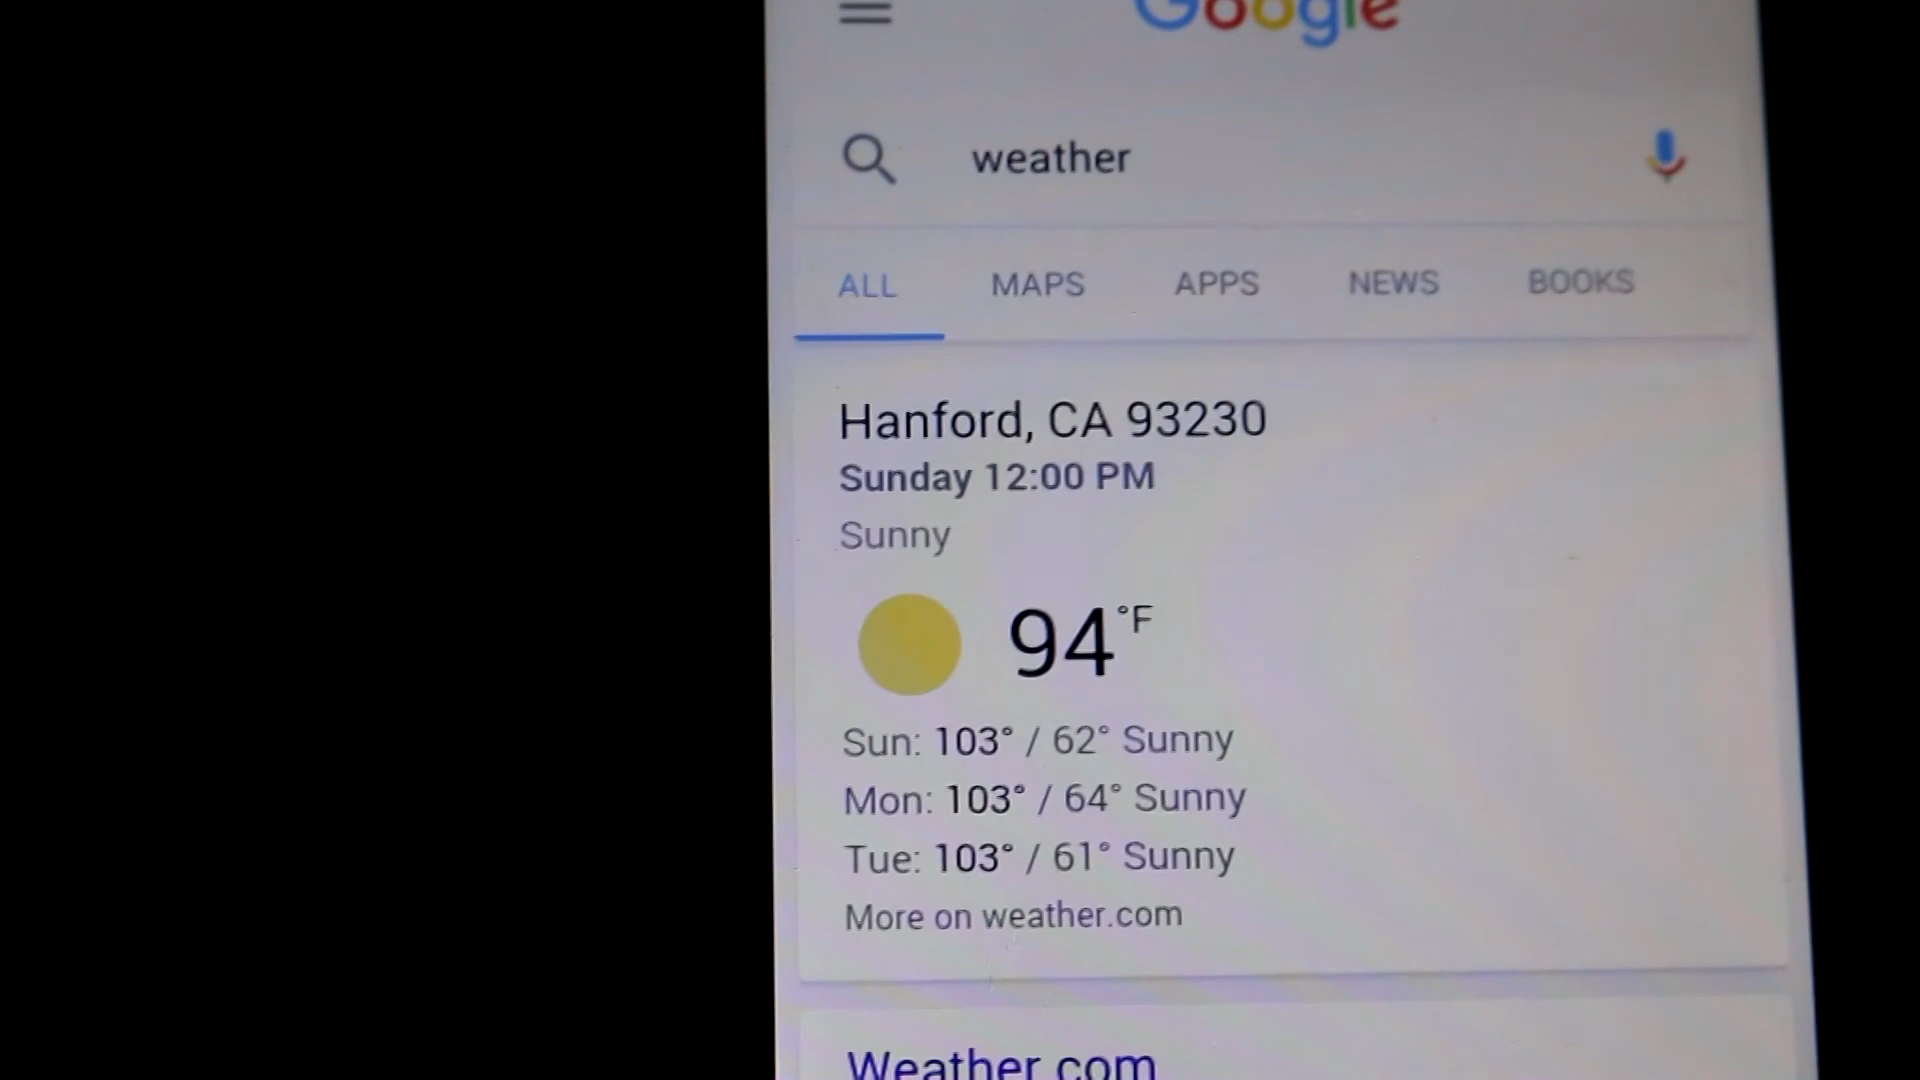 Google
weather
ALL MAPS APPS NEWS BOOKS
Hanford, CA 93230
Sunday 12:00 PM
Sunny
94 °F
Sun: 103° / 62° Sunny
Mon: 103° / 64° Sunny
Tue: 103° / 61° Sunny
More on weather.com
Weather.com